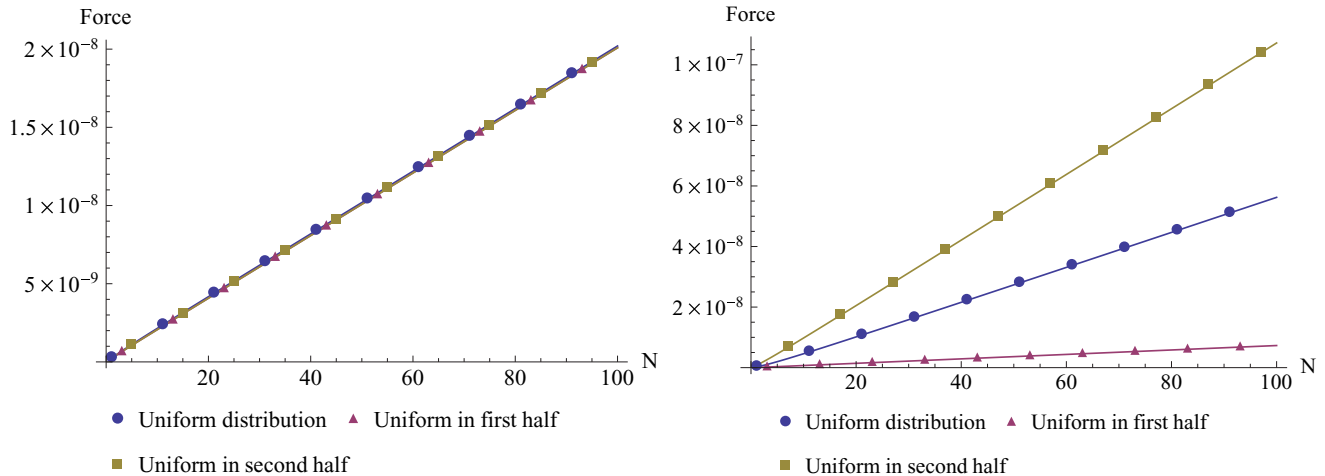 Force
2 × 10⁻⁸
1.5 × 10⁻⁸
1 × 10⁻⁸
5 × 10⁻⁹
20 40 60 80 100 N
Uniform distribution Uniform in first half
Uniform in second half
Force
1 × 10⁻⁷
8 × 10⁻⁸
6 × 10⁻⁸
4 × 10⁻⁸
2 × 10⁻⁸
20 40 60 80 100 N
Uniform distribution Uniform in first half
Uniform in second half